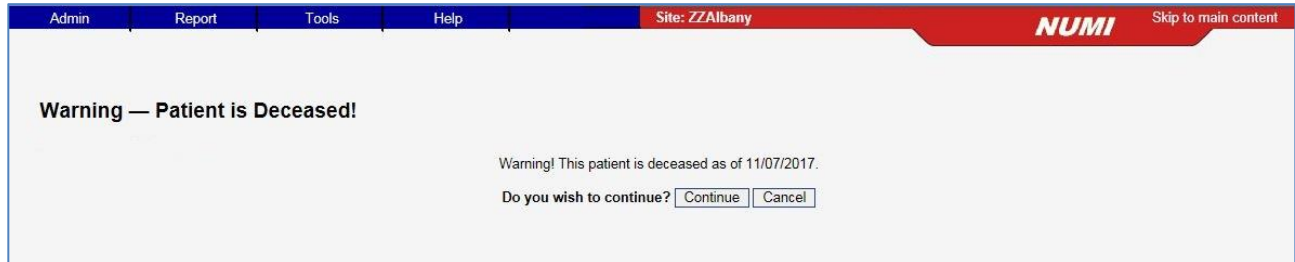 Admin Report Tools Help Site: ZZAlbany NUMI Skip to main content
Warning — Patient is Deceased!
Warning! This patient is deceased as of 11/07/2017.
Do you wish to continue? Continue Cancel